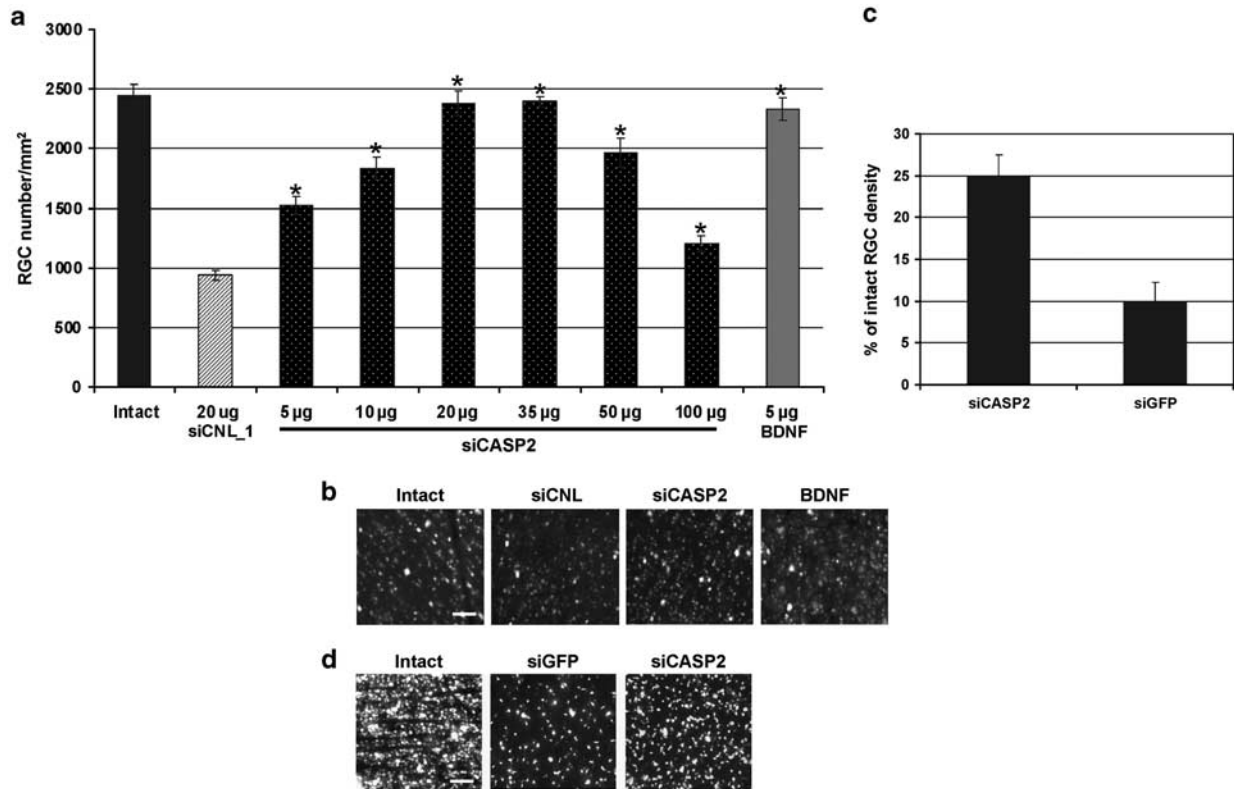 a
3000
2500
2000
1500
1000
500
0
RGC number/mm²
* * * * * * *
Intact 20 ug 5 µg 10 µg 20 µg 35 µg 50 µg 100 µg 5 µg
siCNL_1 siCASP2 BDNF
c
30
25
20
15
10
5
0
% of intact RGC density
siCASP2 siGFP
b
Intact siCNL siCASP2 BDNF
d
Intact siGFP siCASP2